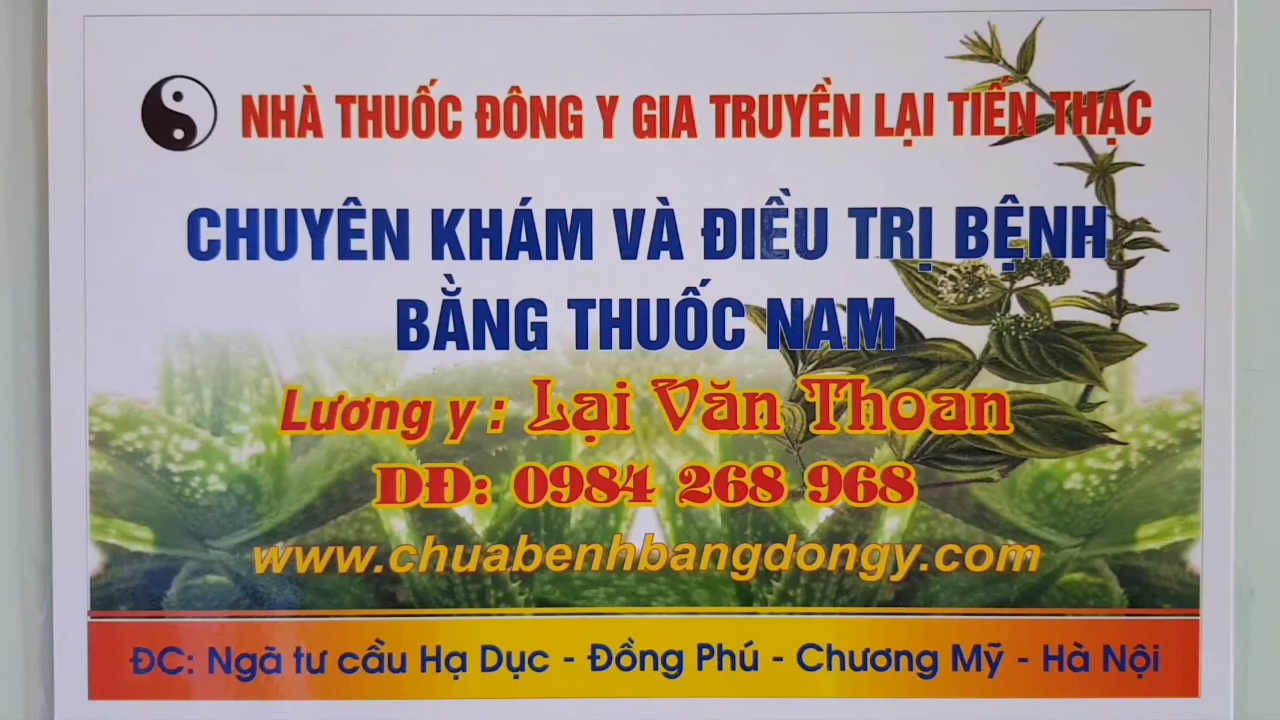 NHÀ THUỐC ĐÔNG Y GIA TRUYỀN LẠI TIẾN THẠC
CHUYÊN KHÁM VÀ ĐIỀU TRỊ BỆNH
BẰNG THUỐC NAM
Lương y : Lại Văn Thoan
DĐ: 0984 268 968
www.chuabenhbangdongy.com
ĐC: Ngã tư cầu Hạ Dục - Đồng Phú - Chương Mỹ - Hà Nội